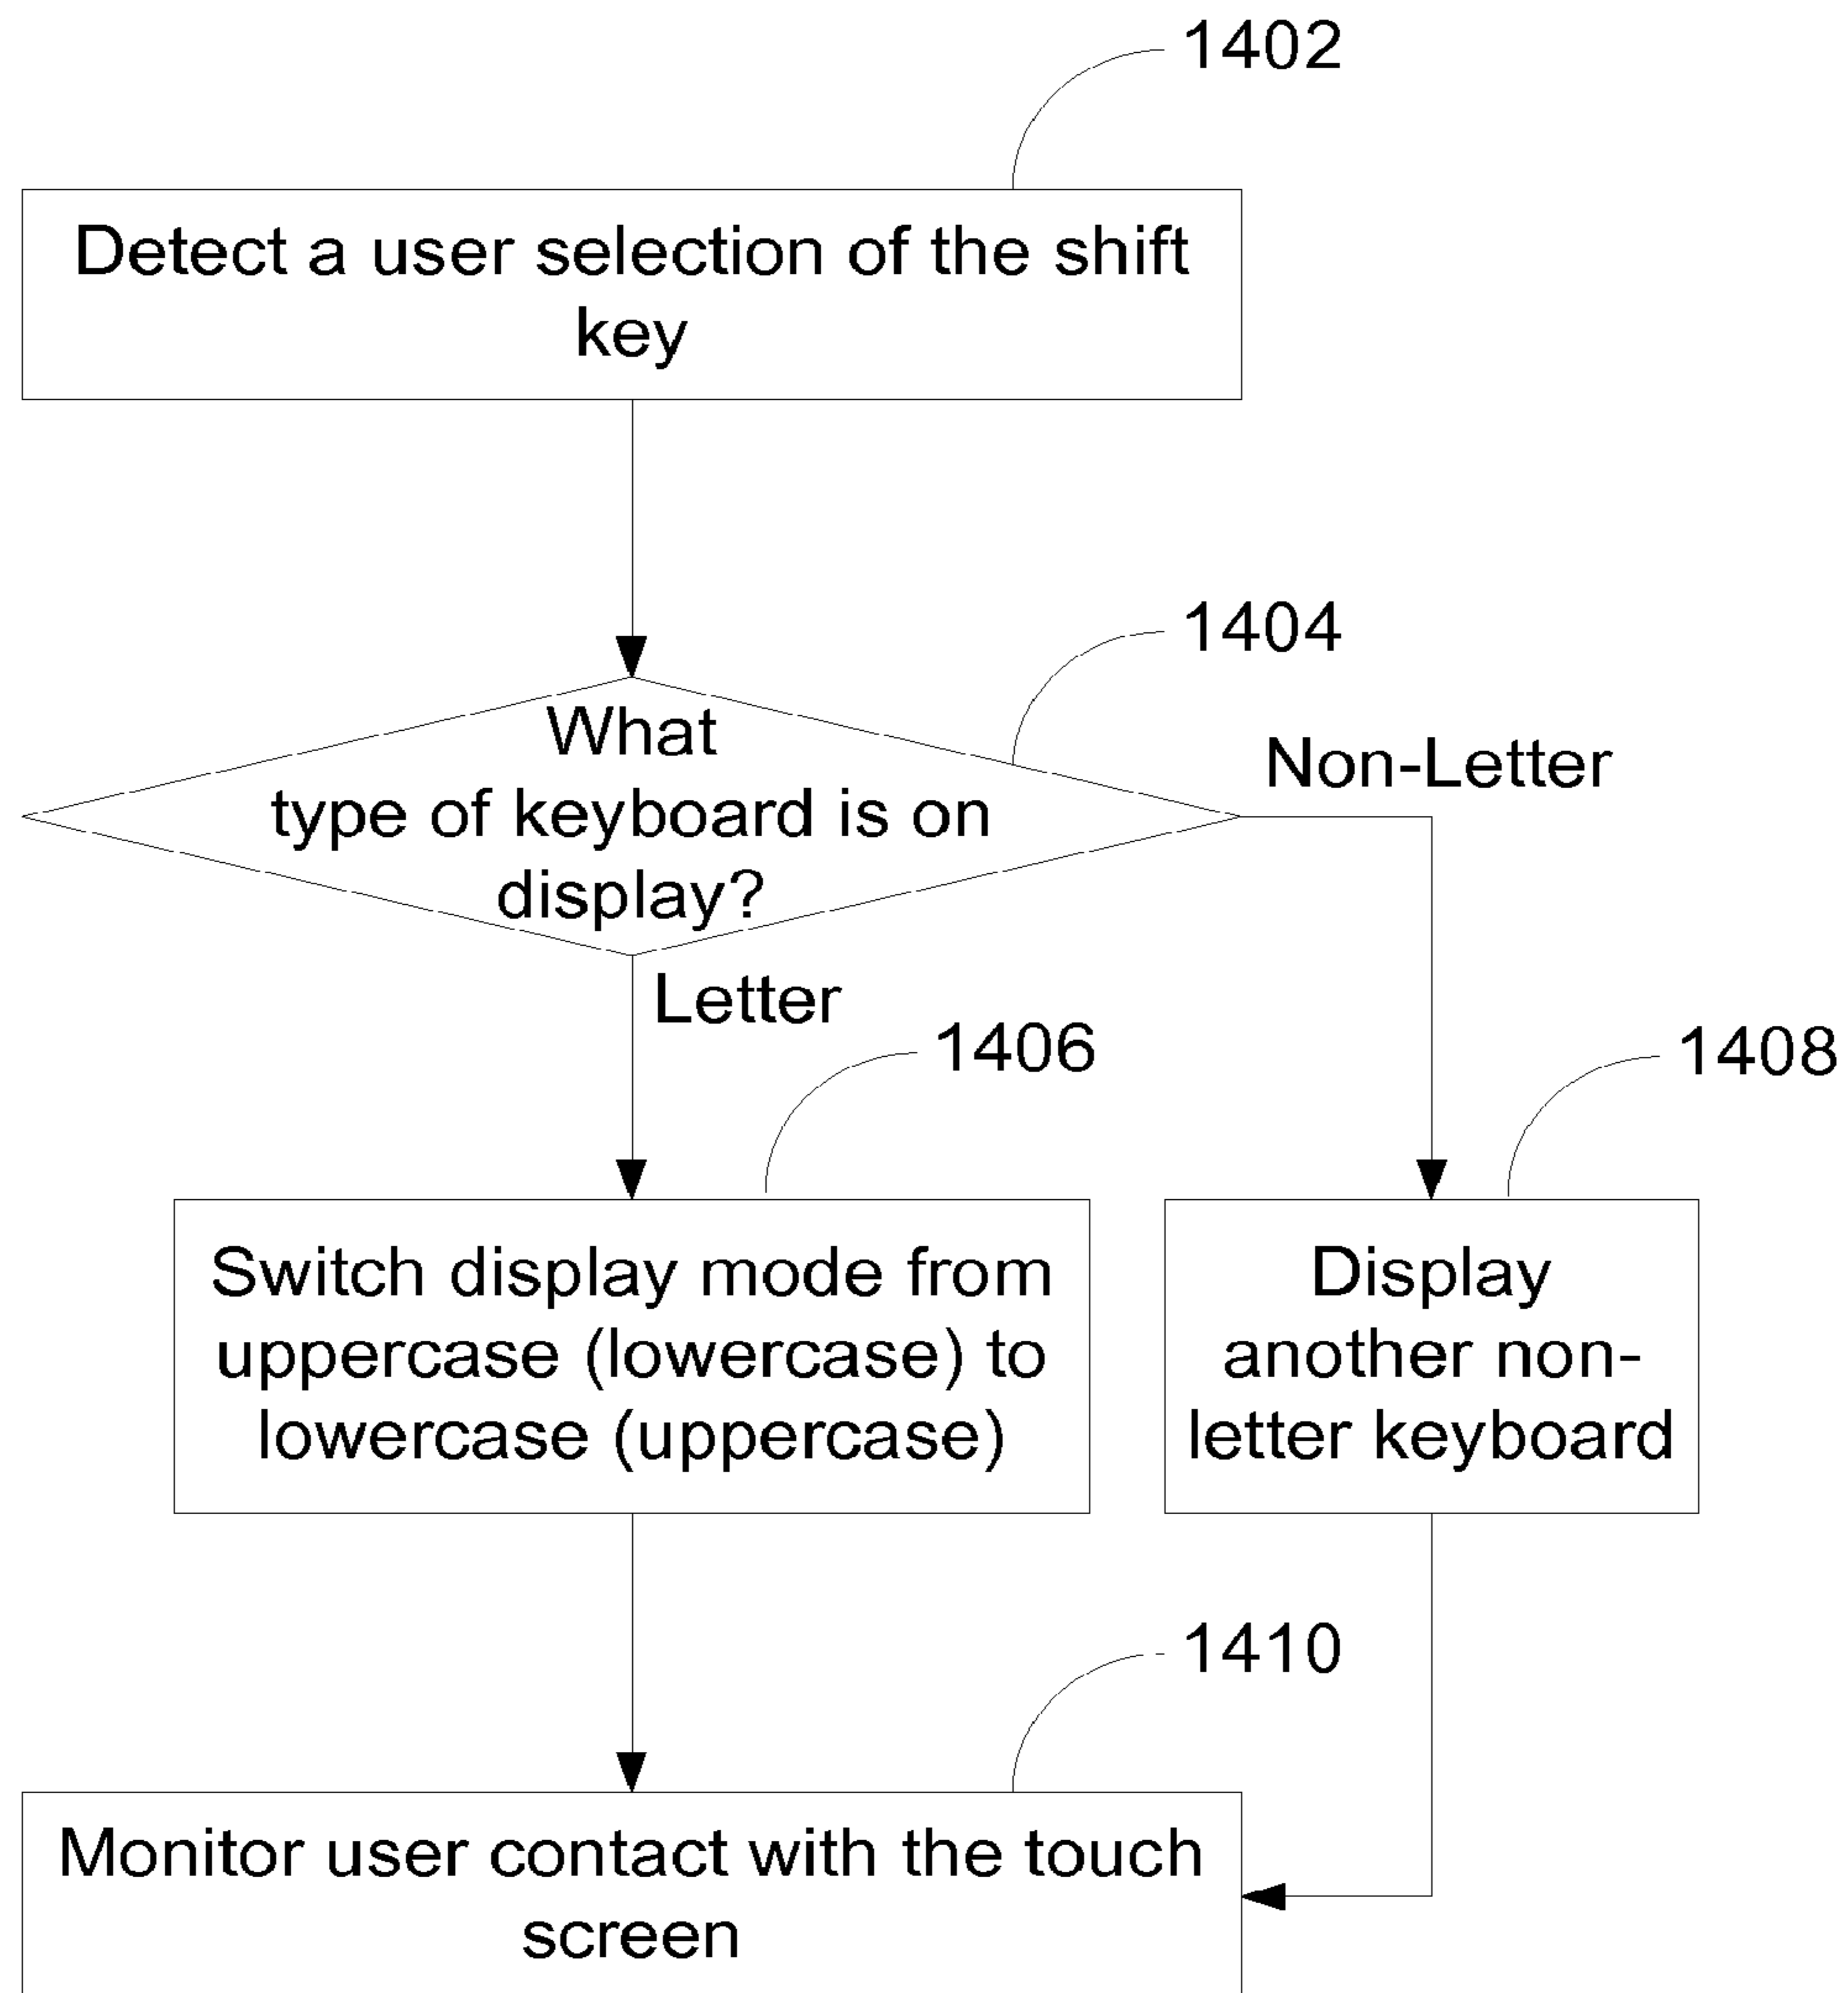 1402
Detect a user selection of the shift
key
1404
What
type of keyboard is on
display?
Non-Letter
Letter
1406
1408
Switch display mode from
uppercase (lowercase) to
lowercase (uppercase)
Display
another non-
letter keyboard
1410
Monitor user contact with the touch
screen